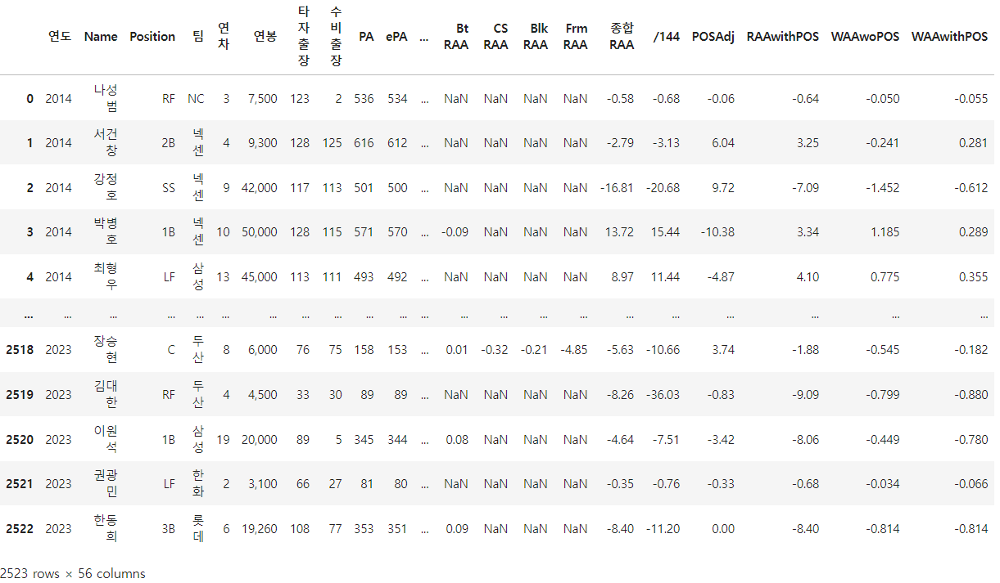 연도 Name Position 팀 연차 연봉 타자출장 수비출장 PA ePA ... Bt RAA CS RAA Blk RAA Frm RAA 종합 RAA /144 POSAdj RAAwithPOS WAAwoPOS WAAwithPOS
0 2014 나성범 RF NC 3 7,500 123 2 536 534 ... NaN NaN NaN NaN -0.58 -0.68 -0.06 -0.64 -0.050 -0.055
1 2014 서건창 2B 넥센 4 9,300 128 125 616 612 ... NaN NaN NaN NaN -2.79 -3.13 6.04 3.25 -0.241 0.281
2 2014 강정호 SS 넥센 9 42,000 117 113 501 500 ... NaN NaN NaN NaN -16.81 -20.68 9.72 -7.09 -1.452 -0.612
3 2014 박병호 1B 넥센 10 50,000 128 115 571 570 ... -0.09 NaN NaN NaN 13.72 15.44 -10.38 3.34 1.185 0.289
4 2014 최형우 LF 삼성 13 45,000 113 111 493 492 ... NaN NaN NaN NaN 8.97 11.44 -4.87 4.10 0.775 0.355
... ... ... ... ... ... ... ... ... ... ... ... ... ... ... ... ... ... ... ... ... ...
2518 2023 장승현 C 두산 8 6,000 76 75 158 153 ... 0.01 -0.32 -0.21 -4.85 -5.63 -10.66 3.74 -1.88 -0.545 -0.182
2519 2023 김대한 RF 두산 4 4,500 33 30 89 89 ... NaN NaN NaN NaN -8.26 -36.03 -0.83 -9.09 -0.799 -0.880
2520 2023 이원석 1B 삼성 19 20,000 89 5 345 344 ... 0.08 NaN NaN NaN -4.64 -7.51 -3.42 -8.06 -0.449 -0.780
2521 2023 권광민 LF 한화 2 3,100 66 27 81 80 ... NaN NaN NaN NaN -0.35 -0.76 -0.33 -0.68 -0.034 -0.066
2522 2023 한동희 3B 롯데 6 19,260 108 77 353 351 ... 0.09 NaN NaN NaN -8.40 -11.20 0.00 -8.40 -0.814 -0.814
2523 rows × 56 columns